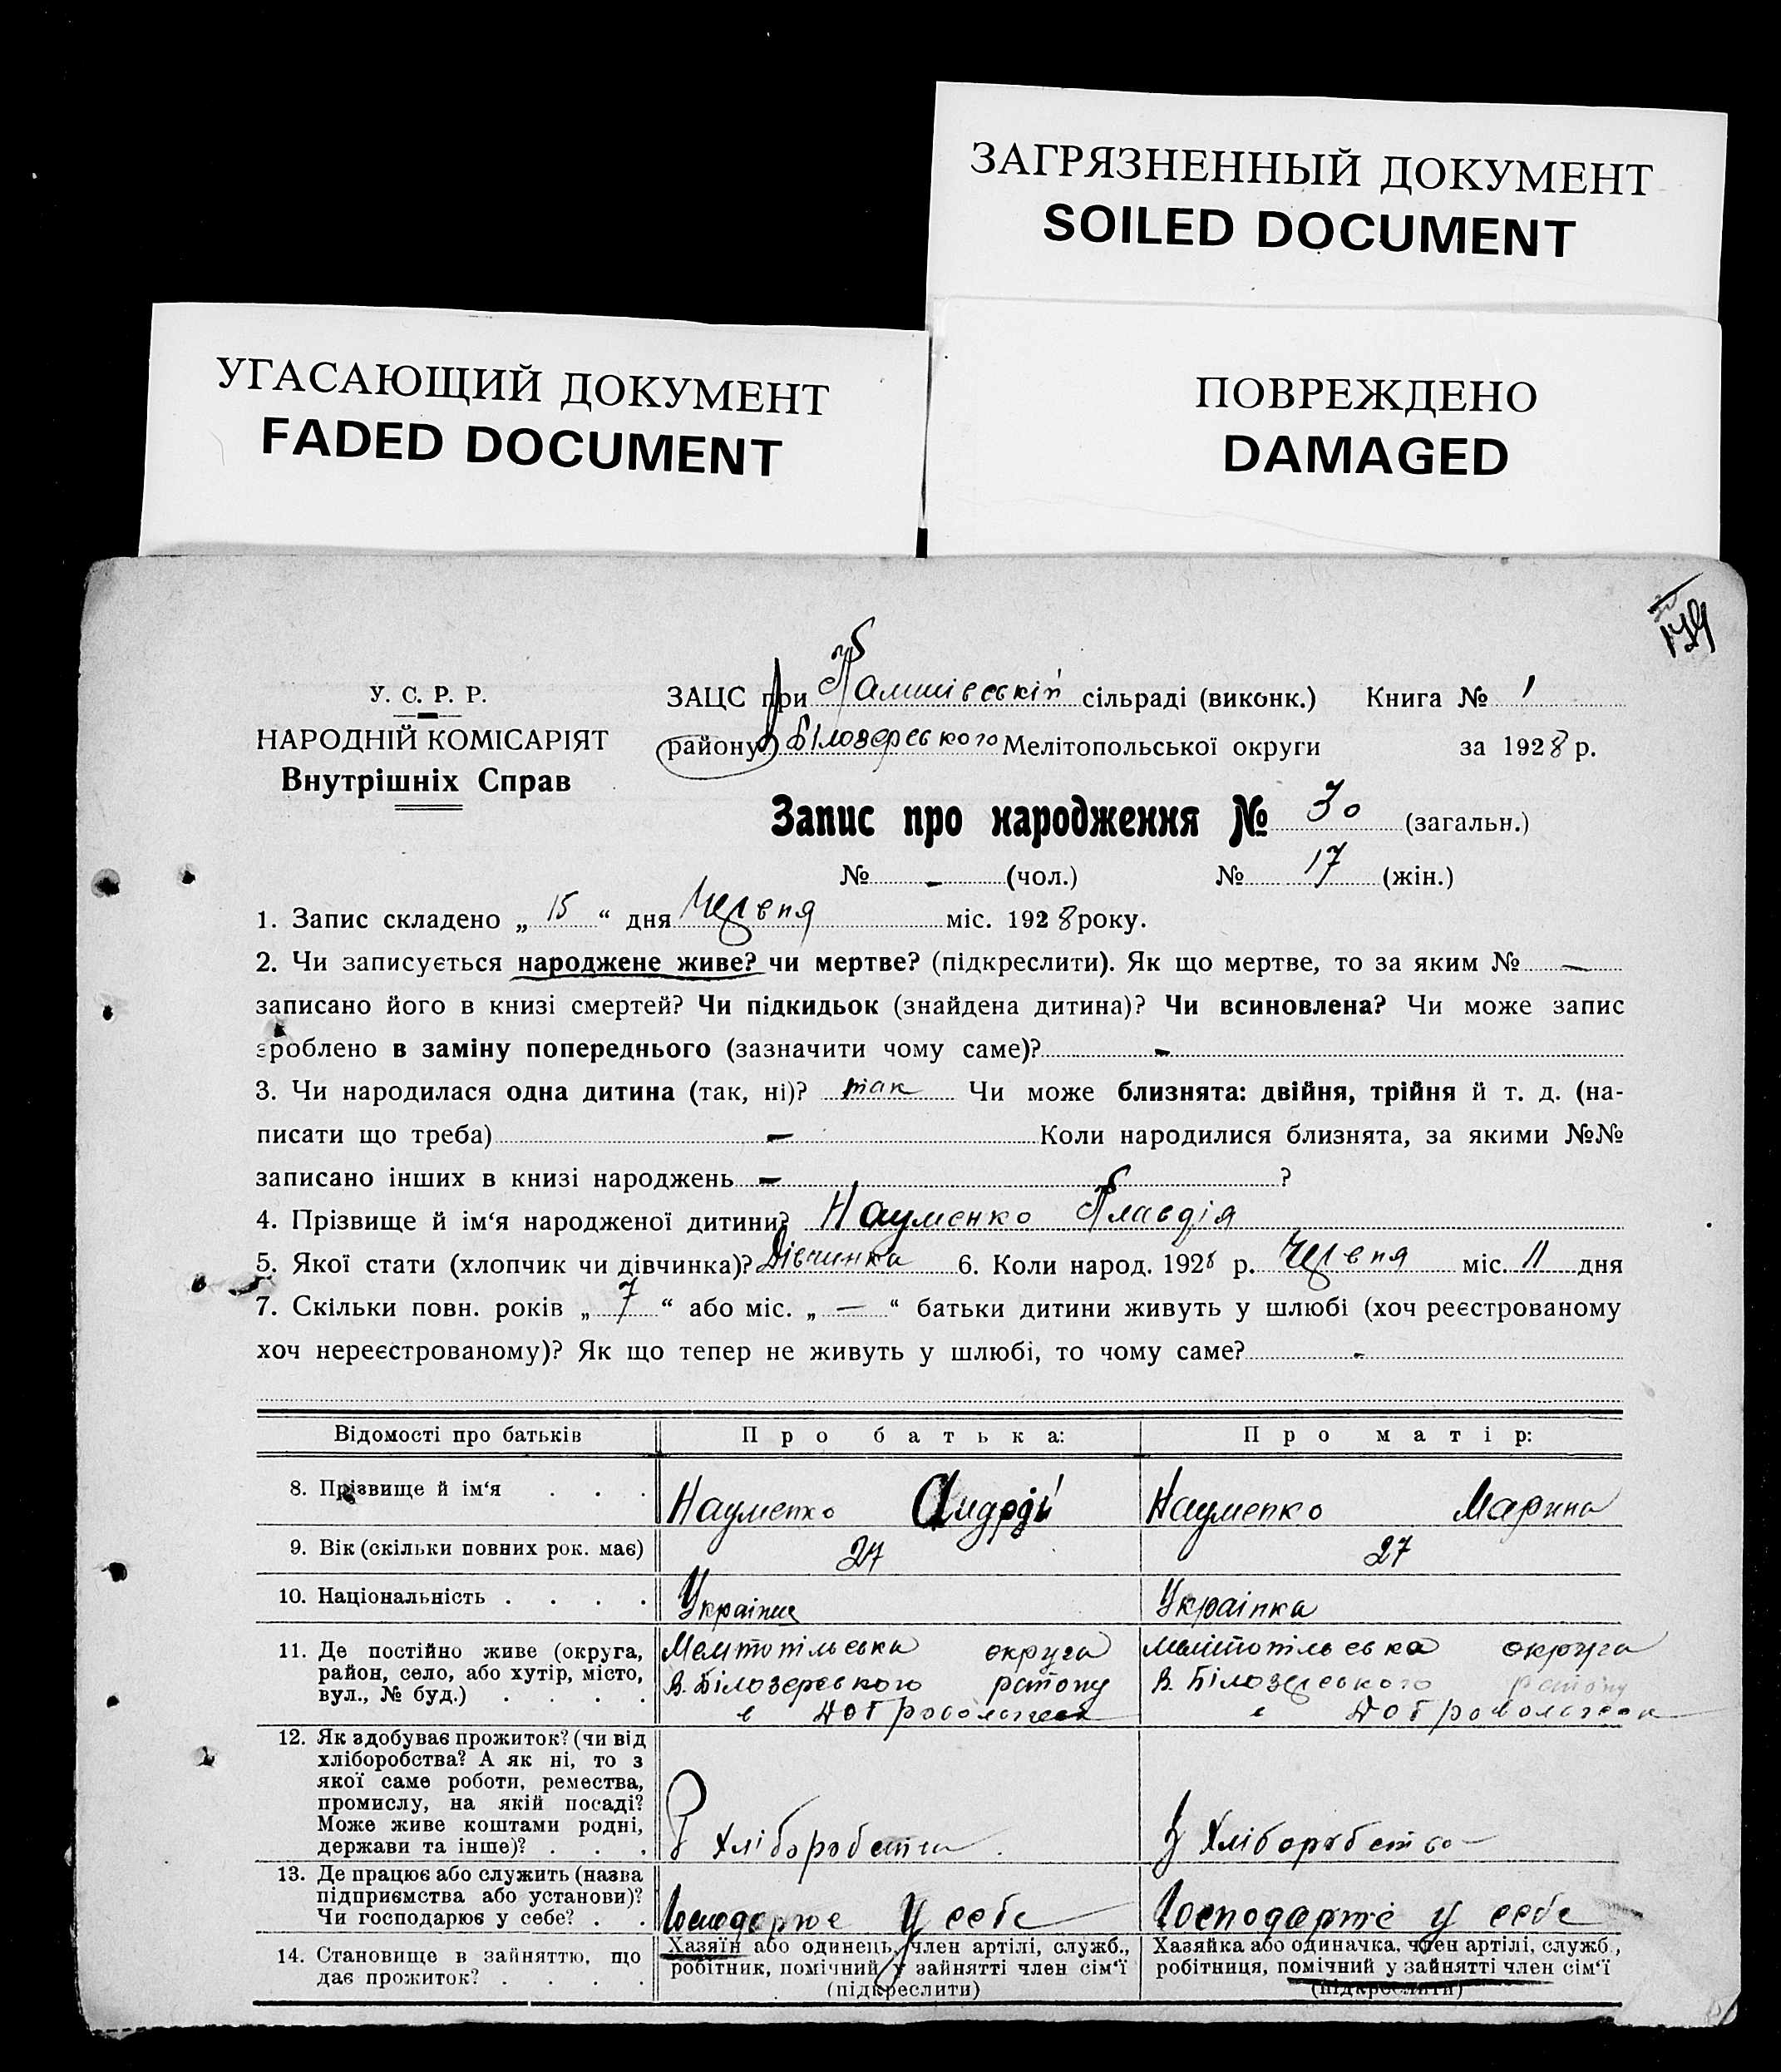 ЗАГРЯЗНЕННЫЙ ДОКУМЕНТ
SOILED DOCUMENT
УГАСАЮЩИЙ ДОКУМЕНТ
FADED DOCUMENT
ПОВРЕЖДЕНО
DAMAGED
У. С. Р. Р.
НАРОДНІЙ КОМІСАРІЯТ
Внутрішніх Справ
ЗАЦС при сільраді (виконк.) Книга № 1
району Білозерського Мелітопольської округи за 1928 р.
Запис про народження № 30 (загальн.)
№ - (чол.) № 17 (жін.)
1. Запис складено „ 15 “ дня Червня міс. 1928 року.
2. Чи записується народжене живе? чи мертве? (підкреслити). Як що мертве, то за яким № —
записано його в книзі смертей? Чи підкидьок (знайдена дитина)? Чи всиновлена? Чи може запис
зроблено в заміну попереднього (зазначити чому саме)? -
3. Чи народилася одна дитина (так, ні)? так Чи може близнята: двійня, трійня й т. д. (на-
писати що треба) — Коли народилися близнята, за якими №№
записано інших в книзі народжень — ?
4. Прізвище й ім‘я народженої дитини? Науменко Клавдія
5. Якої стати (хлопчик чи дівчинка)? Дівчинка 6. Коли народ. 1928 р. Червня міс. 11 дня
7. Скільки повн. років „ 7 “ або міс. „ — “ батьки дитини живуть у шлюбі (хоч реєстрованому
хоч нереєстрованому)? Як що тепер не живуть у шлюбі, то чому саме? -
Відомості про батьків Про батька: Про матір:
8. Прізвище й ім‘я . . . Науменко Андрій Науменко Марина
9. Вік (скільки повних рок. має) 27 27
10. Національність . . . . Українец Українка
11. Де постійно живе (округа,
район, село, або хутір, місто,
вул., № буд.) . . . .
Мелітопільська округа
В. Білозерського району
с
Мелітопільська округа
В. Білозерського району
с
12. Як здобуває прожиток? (чи від
хліборобства? А як ні, то з
якої саме роботи, ремества,
промислу, на якій посаді?
Може живе коштами родні,
держави та інше)? . . .
З хліборобства
З хліборобства
13. Де працює або служить (назва
підприємства або установи)?
Чи господарює у себе? . .
Господарює у себе
Господарює у себе
14. Становище в зайняттю, що
дає прожиток? . . . .
Хазяїн або одинець, член артілі, служб.,
робітник, помічний у зайнятті член сім‘ї
(підкреслити)
Хазяйка або одиначка, член артілі, служб.,
робітниця, помічний у зайнятті член сім‘ї
(підкреслити)